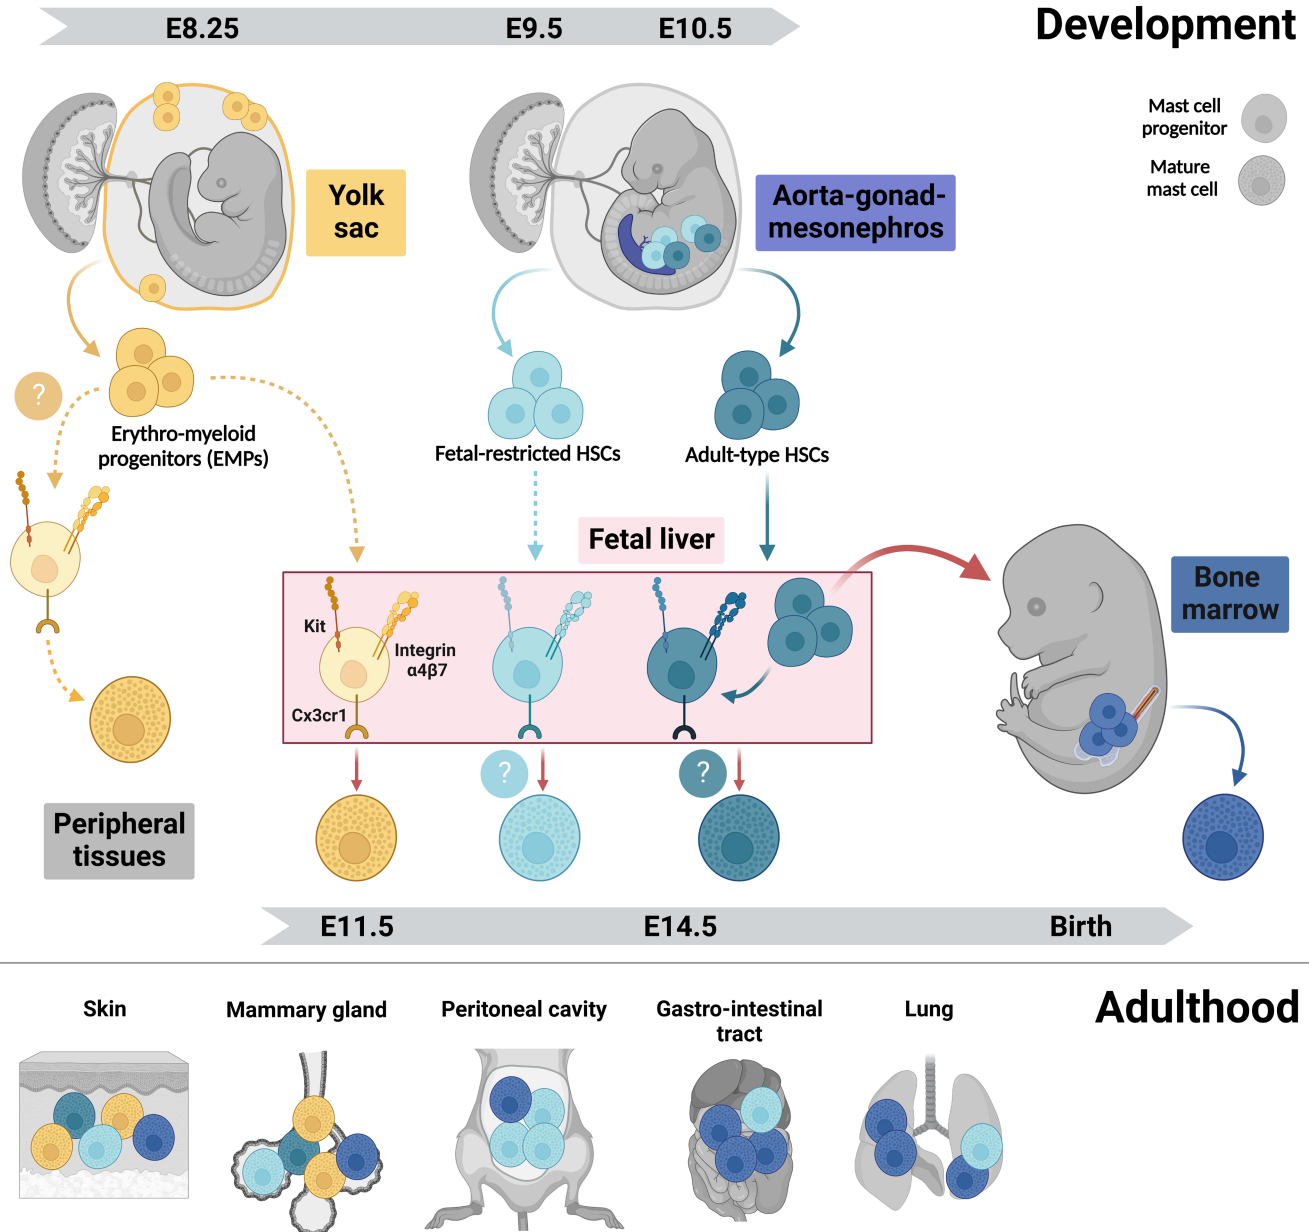 E8.25
E9.5
E10.5
Development
Mast cell
progenitor
Mature
mast cell
Yolk
sac
Aorta-gonad-
mesonephros
?
Erythro-myeloid
progenitors (EMPs)
Fetal-restricted HSCs
Adult-type HSCs
Fetal liver
Bone
marrow
Kit
Integrin
α4β7
Cx3cr1
?
?
Peripheral
tissues
E11.5
E14.5
Birth
Adulthood
Skin
Mammary gland
Peritoneal cavity
Gastro-intestinal
tract
Lung